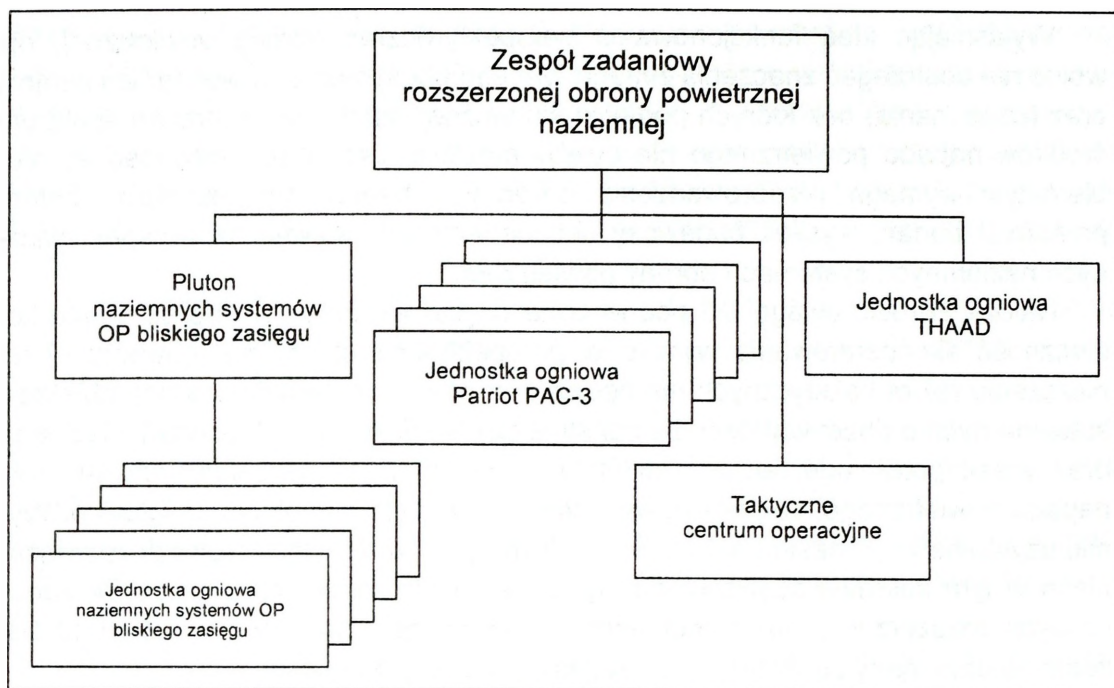 Zespół zadaniowy
rozszerzonej obrony powietrznej
naziemnej
Pluton
naziemnych systemów
OP bliskiego zasięgu
Jednostka ogniowa
Patriot PAC-3
Jednostka ogniowa
THAAD
Taktyczne
centrum operacyjne
Jednostka ogniowa
naziemnych systemów OP
bliskiego zasięgu